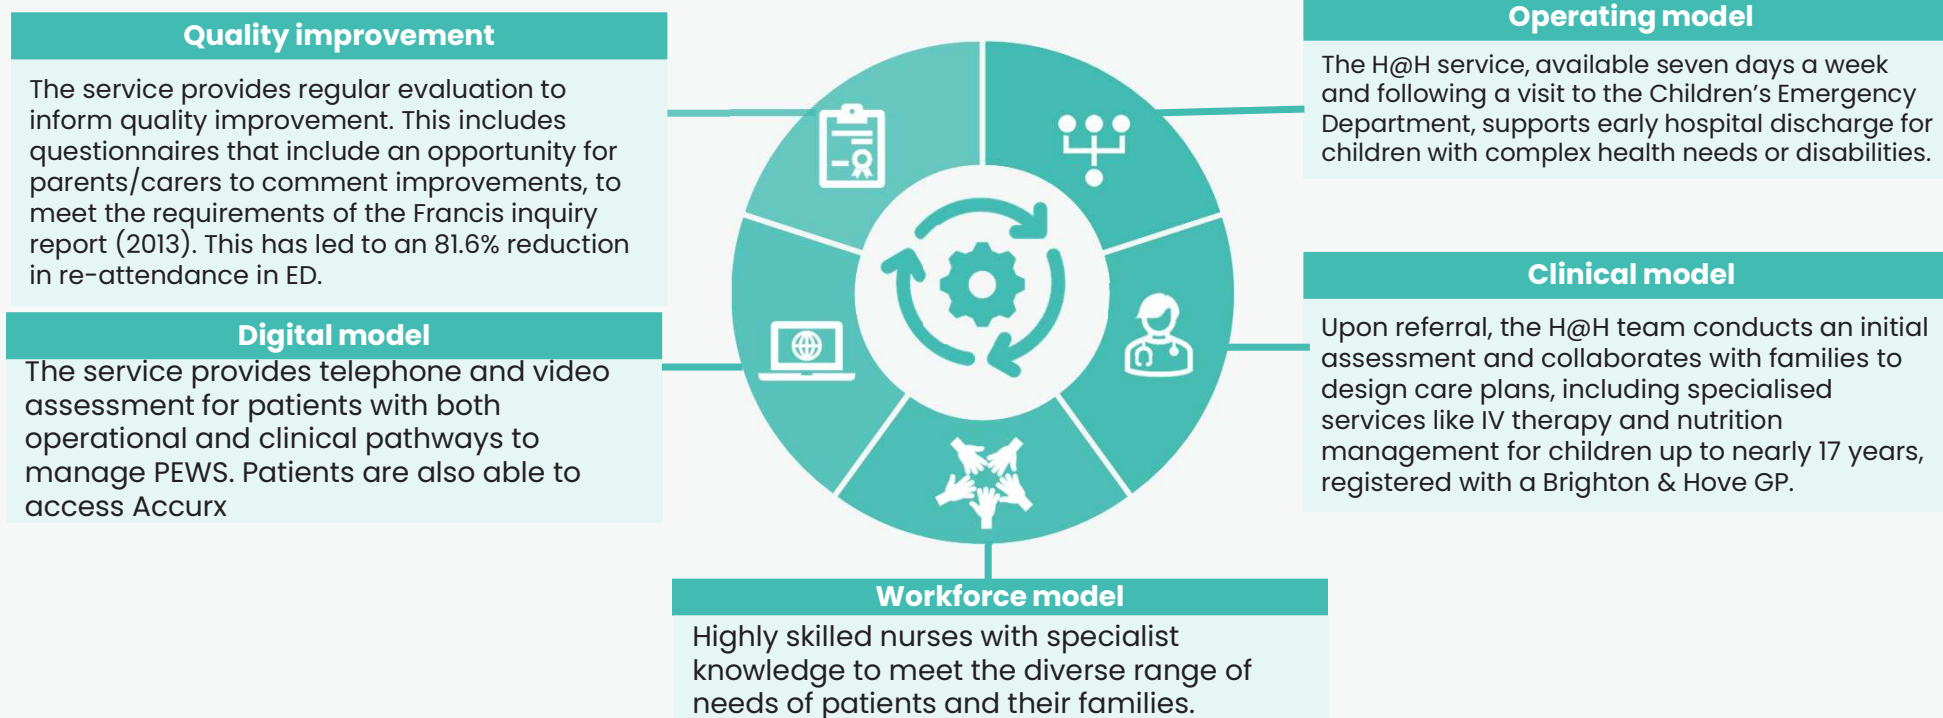 Quality improvement
The service provides regular evaluation to
inform quality improvement. This includes
questionnaires that include an opportunity for
parents/carers to comment improvements, to
meet the requirements of the Francis inquiry
report (2013). This has led to an 81.6% reduction
in re-attendance in ED.
Digital model
The service provides telephone and video
assessment for patients with both
operational and clinical pathways to
manage PEWS. Patients are also able to
access Accurx
Operating model
The H@H service, available seven days a week
and following a visit to the Children’s Emergency
Department, supports early hospital discharge for
children with complex health needs or disabilities.
Clinical model
Upon referral, the H@H team conducts an initial
assessment and collaborates with families to
design care plans, including specialised
services like IV therapy and nutrition
management for children up to nearly 17 years,
registered with a Brighton & Hove GP.
Workforce model
Highly skilled nurses with specialist
knowledge to meet the diverse range of
needs of patients and their families.